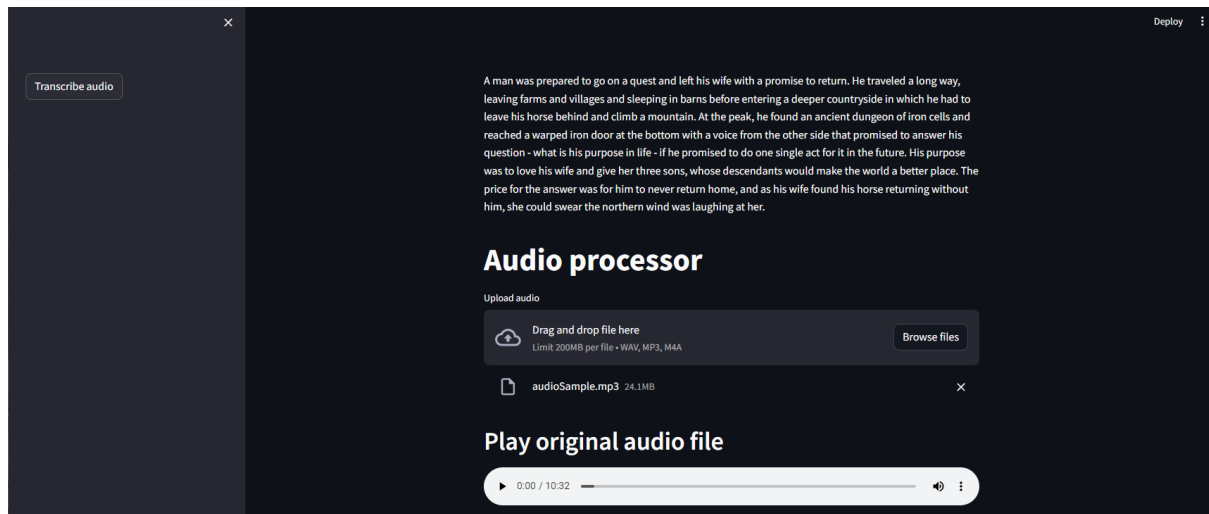 Deploy
Transcribe audio
A man was prepared to go on a quest and left his wife with a promise to return. He traveled a long way,
leaving farms and villages and sleeping in barns before entering a deeper countryside in which he had to
leave his horse behind and climb a mountain. At the peak, he found an ancient dungeon of iron cells and
reached a warped iron door at the bottom with a voice from the other side that promised to answer his
question - what is his purpose in life - if he promised to do one single act for it in the future. His purpose
was to love his wife and give her three sons, whose descendants would make the world a better place. The
price for the answer was for him to never return home, and as his wife found his horse returning without
him, she could swear the northern wind was laughing at her.
Audio processor
Upload audio
Drag and drop file here
Limit 200MB per file • WAV, MP3, M4A
Browse files
audioSample.mp3 24.1MB
Play original audio file
0:00 / 10:32